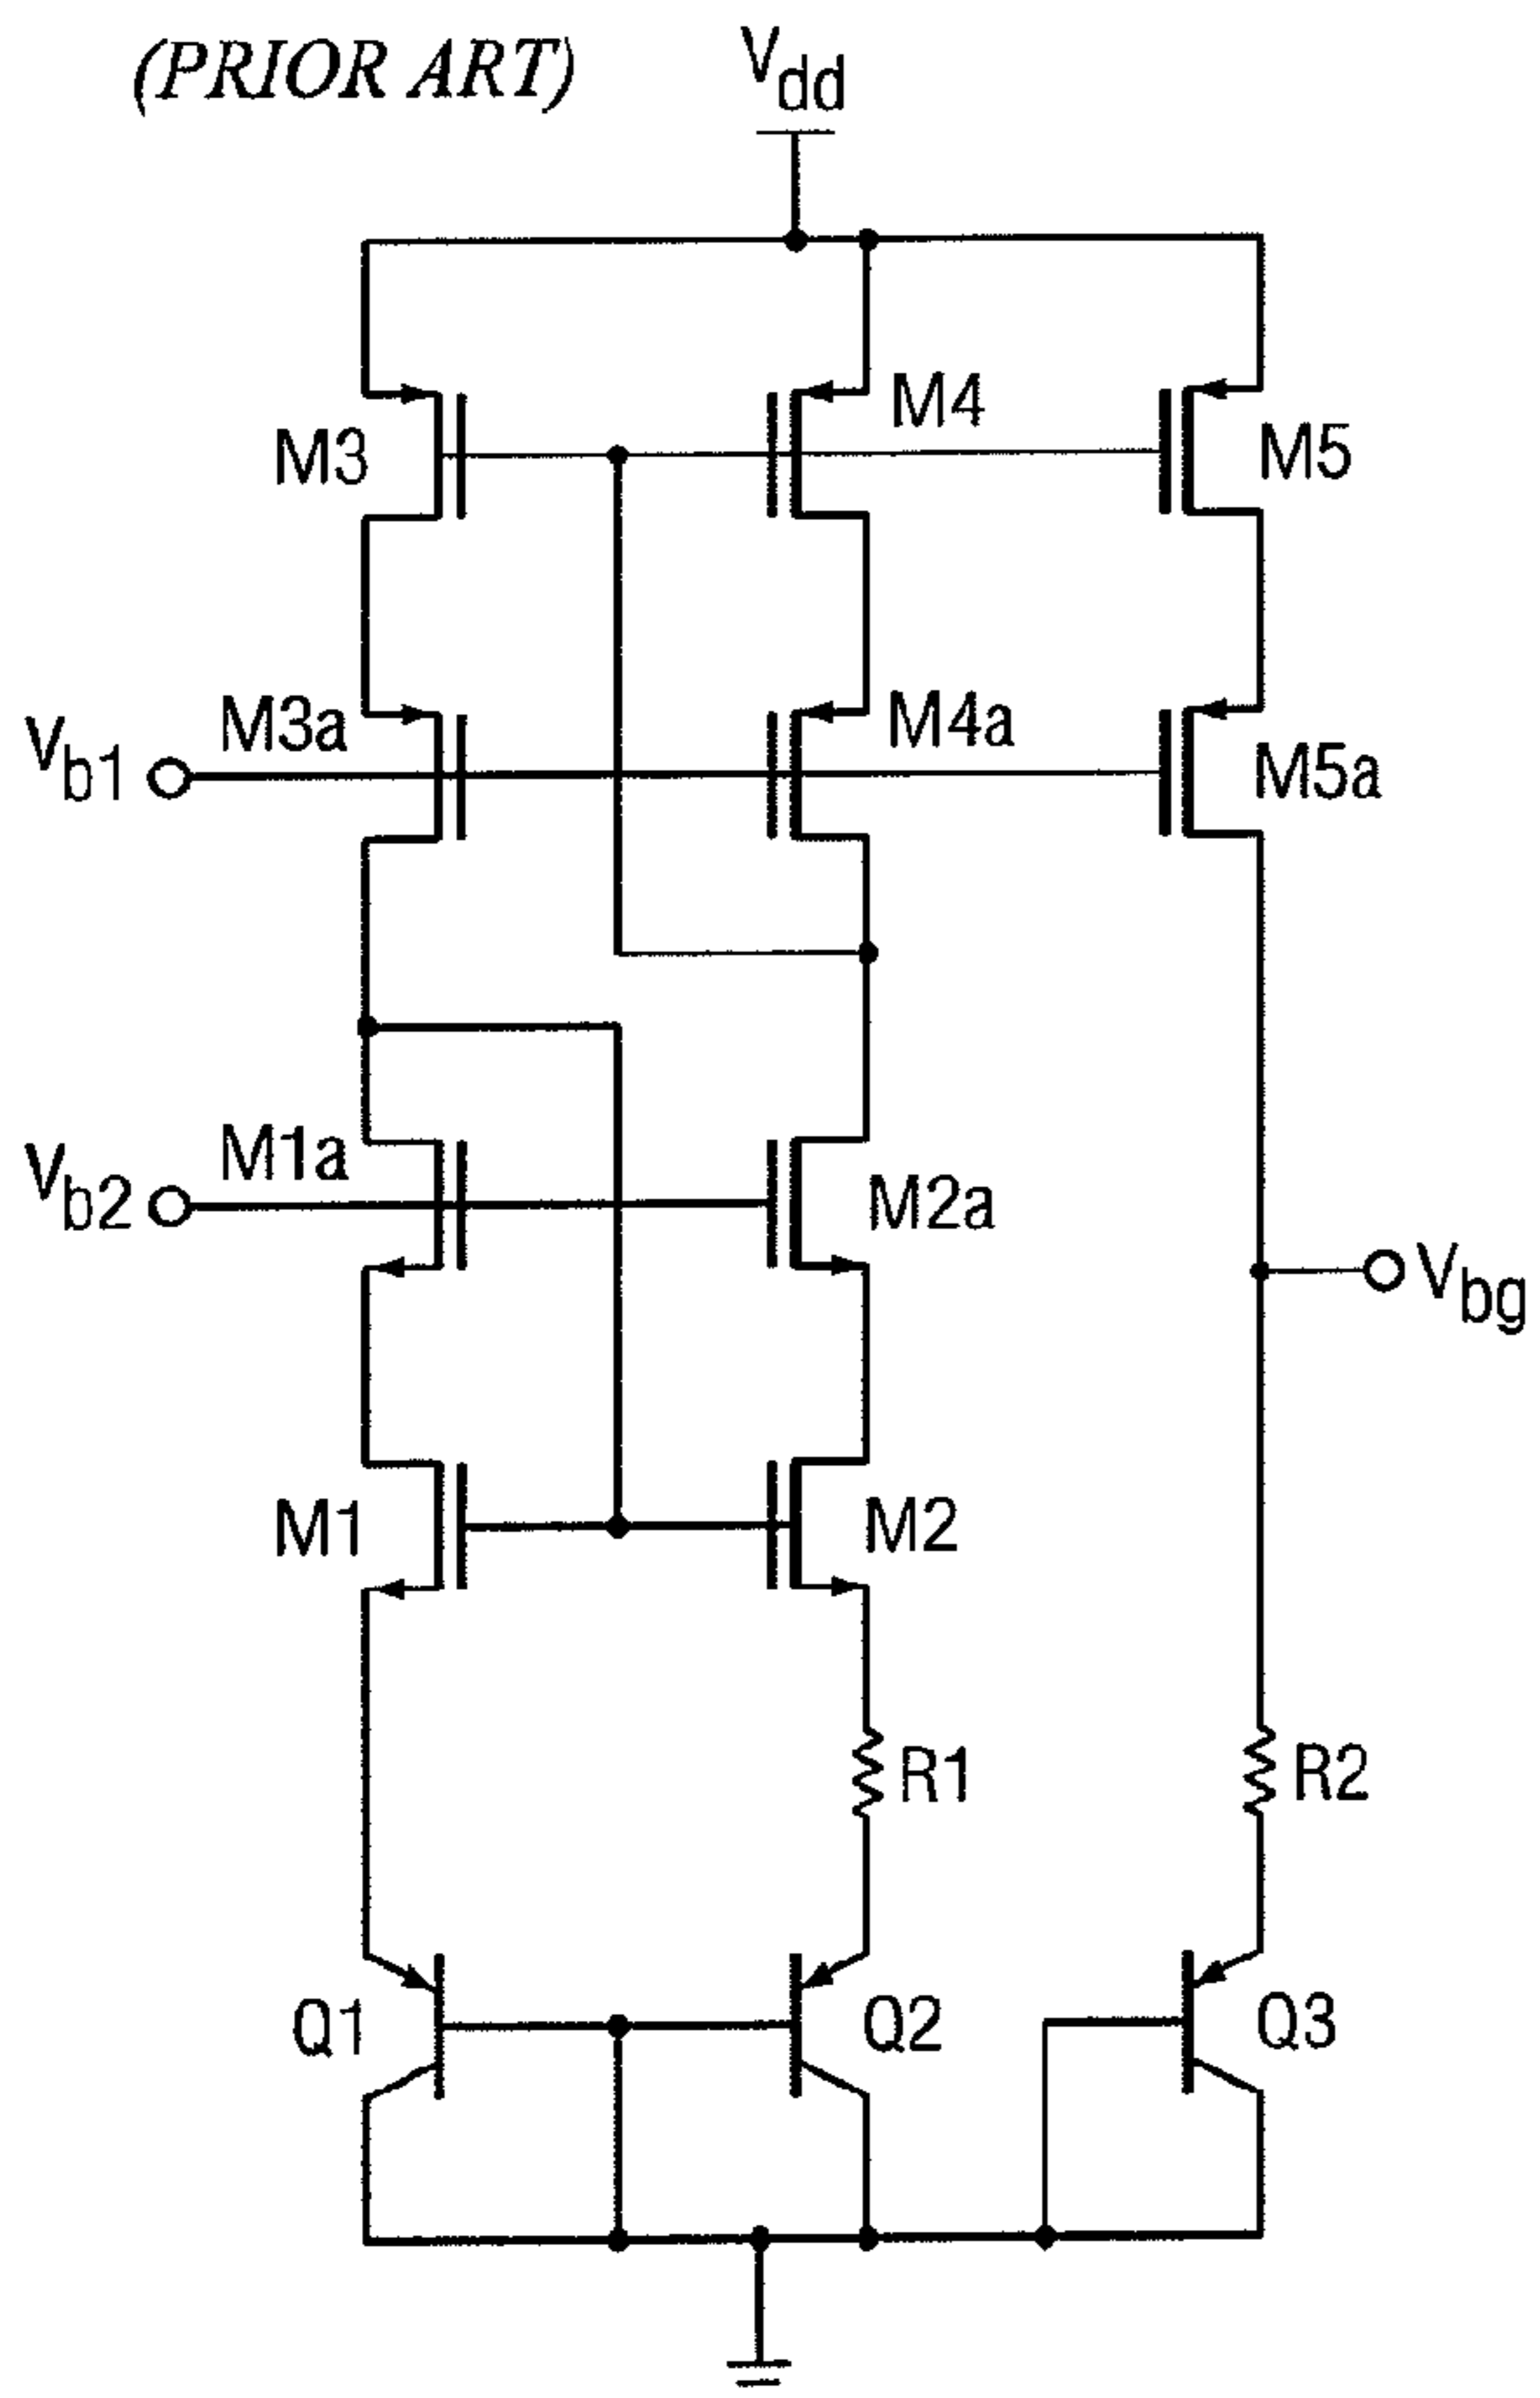 (PRIOR ART)
Vdd
M4
M3
M5
M3a
M4a
Vb1
M5a
M1a
Vb2
M2a
Vbg
M1
M2
R1
R2
Q1
Q2
Q3